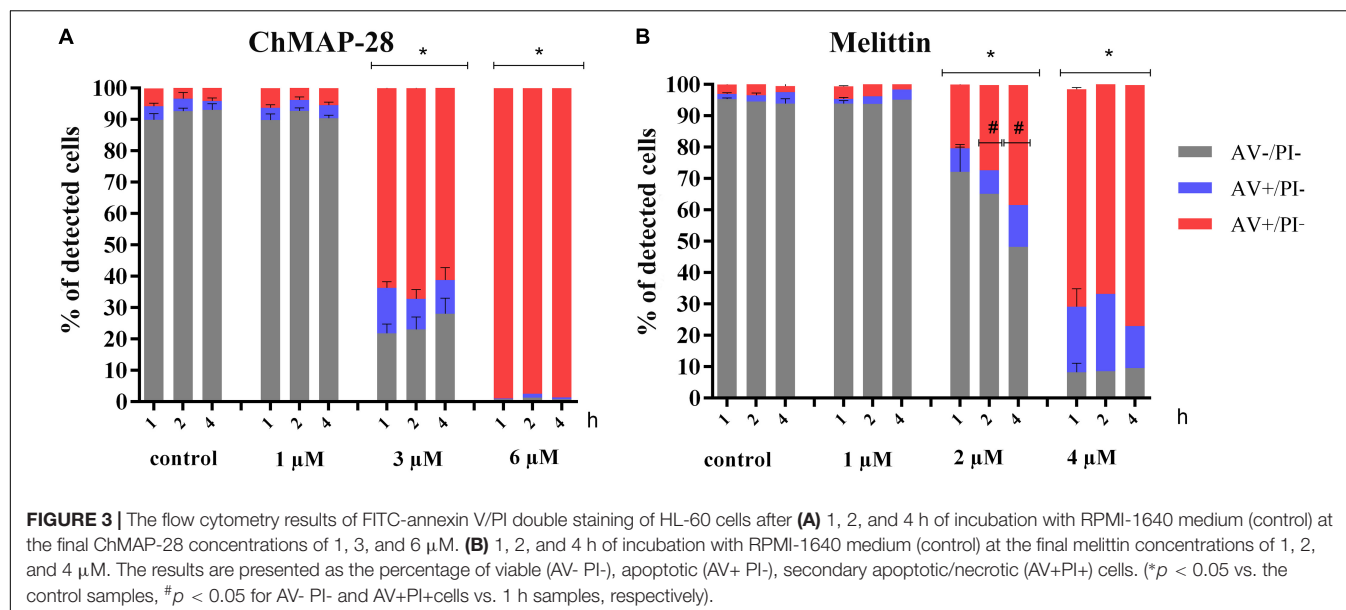 A
ChMAP-28
*
*
% of detected cells
100
90
80
70
60
50
40
30
20
10
0
1 2 4 1 2 4 1 2 4 1 2 4 h
control 1 µM 3 µM 6 µM
B
Melittin
*
*
# #
% of detected cells
100
90
80
70
60
50
40
30
20
10
0
1 2 4 1 2 4 1 2 4 1 2 4 h
control 1 µM 2 µM 4 µM
AV-/PI-
AV+/PI-
AV+/PI-
FIGURE 3 | The flow cytometry results of FITC-annexin V/PI double staining of HL-60 cells after (A) 1, 2, and 4 h of incubation with RPMI-1640 medium (control) at
the final ChMAP-28 concentrations of 1, 3, and 6 µM. (B) 1, 2, and 4 h of incubation with RPMI-1640 medium (control) at the final melittin concentrations of 1, 2,
and 4 µM. The results are presented as the percentage of viable (AV- PI-), apoptotic (AV+ PI-), secondary apoptotic/necrotic (AV+PI+) cells. (*p < 0.05 vs. the
control samples, #p < 0.05 for AV- PI- and AV+PI+cells vs. 1 h samples, respectively).